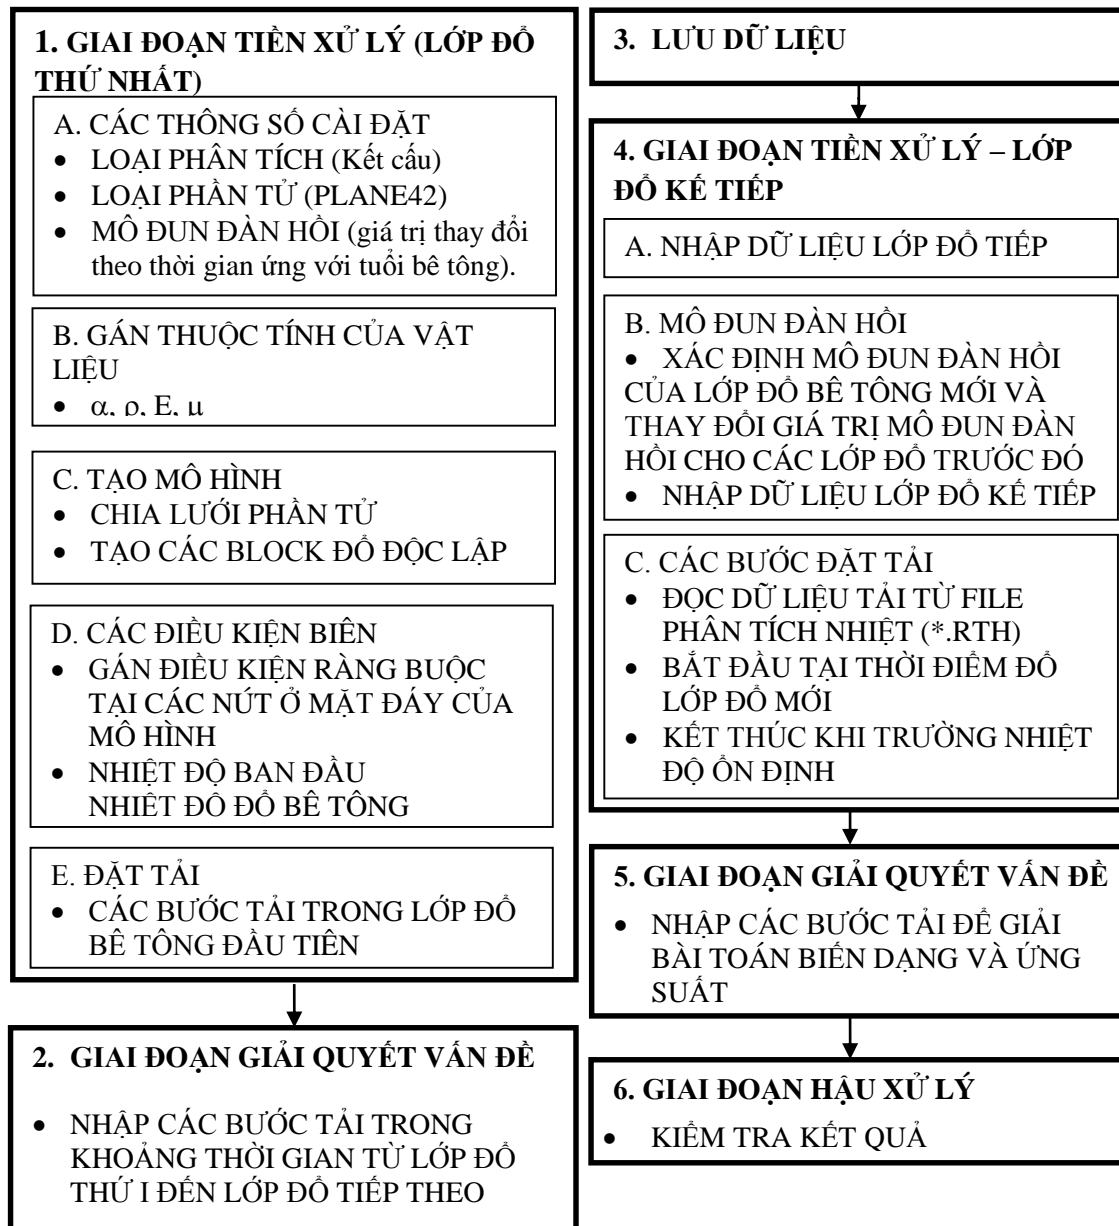 1. GIAI ĐOẠN TIỀN XỬ LÝ (LỚP ĐỔ
THỨ NHẤT)
A. CÁC THÔNG SỐ CÀI ĐẶT
• LOẠI PHÂN TÍCH (Kết cấu)
• LOẠI PHẦN TỬ (PLANE42)
• MÔ ĐUN ĐÀN HỒI (giá trị thay đổi
theo thời gian ứng với tuổi bê tông).
B. GÁN THUỘC TÍNH CỦA VẬT
LIỆU
• α, ρ, E, μ
C. TẠO MÔ HÌNH
• CHIA LƯỚI PHẦN TỬ
• TẠO CÁC BLOCK ĐỔ ĐỘC LẬP
D. CÁC ĐIỀU KIỆN BIÊN
• GÁN ĐIỀU KIỆN RÀNG BUỘC
TẠI CÁC NÚT Ở MẶT ĐÁY CỦA
MÔ HÌNH
• NHIỆT ĐỘ BAN ĐẦU
NHIỆT ĐỘ ĐỔ BÊ TÔNG
E. ĐẶT TẢI
• CÁC BƯỚC TẢI TRONG LỚP ĐỔ
BÊ TÔNG ĐẦU TIÊN
2. GIAI ĐOẠN GIẢI QUYẾT VẤN ĐỀ
• NHẬP CÁC BƯỚC TẢI TRONG
KHOẢNG THỜI GIAN TỪ LỚP ĐỔ
THỨ I ĐẾN LỚP ĐỔ TIẾP THEO
3. LƯU DỮ LIỆU
4. GIAI ĐOẠN TIỀN XỬ LÝ – LỚP
ĐỔ KẾ TIẾP
A. NHẬP DỮ LIỆU LỚP ĐỔ TIẾP
B. MÔ ĐUN ĐÀN HỒI
• XÁC ĐỊNH MÔ ĐUN ĐÀN HỒI
CỦA LỚP ĐỔ BÊ TÔNG MỚI VÀ
THAY ĐỔI GIÁ TRỊ MÔ ĐUN ĐÀN
HỒI CHO CÁC LỚP ĐỔ TRƯỚC ĐÓ
• NHẬP DỮ LIỆU LỚP ĐỔ KẾ TIẾP
C. CÁC BƯỚC ĐẶT TẢI
• ĐỌC DỮ LIỆU TẢI TỪ FILE
PHÂN TÍCH NHIỆT (*.RTH)
• BẮT ĐẦU TẠI THỜI ĐIỂM ĐỔ
LỚP ĐỔ MỚI
• KẾT THÚC KHI TRƯỜNG NHIỆT
ĐỘ ỔN ĐỊNH
5. GIAI ĐOẠN GIẢI QUYẾT VẤN ĐỀ
• NHẬP CÁC BƯỚC TẢI ĐỂ GIẢI
BÀI TOÁN BIẾN DẠNG VÀ ỨNG
SUẤT
6. GIAI ĐOẠN HẬU XỬ LÝ
• KIỂM TRA KẾT QUẢ